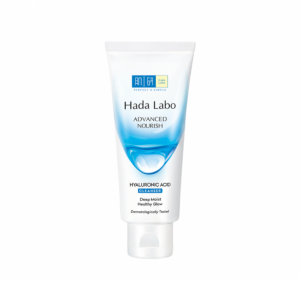 肌研
Hada Labo
ADVANCED
NOURISH
HYALURONIC ACID
CLEANSER
Deep Moist
Healthy Glow
Dermatologically Tested